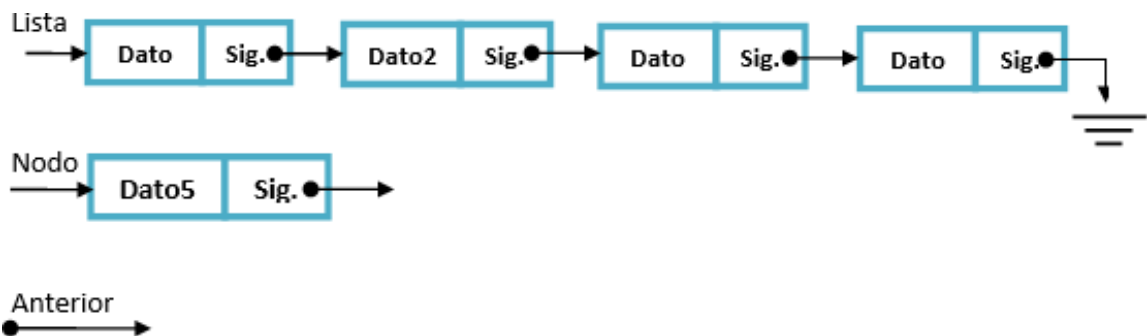 Lista
Dato Sig. Dato2 Sig. Dato Sig. Dato Sig.
Nodo
Dato5 Sig.
Anterior